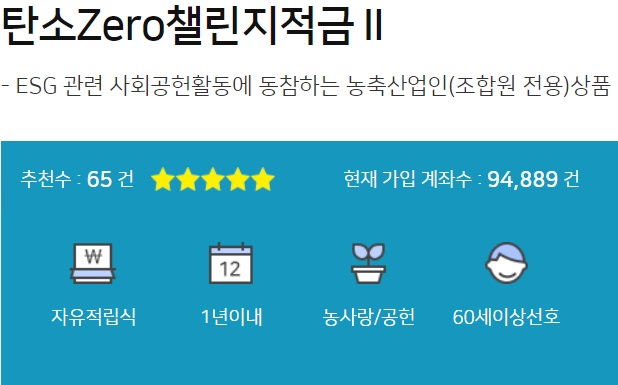 탄소Zero챌린지적금Ⅱ
- ESG 관련 사회공헌활동에 동참하는 농축산업인(조합원 전용)상품
추천수 : 65 건 현재 가입 계좌수 : 94,889 건
₩ 12
자유적립식 1년이내 농사랑/공헌 60세이상선호